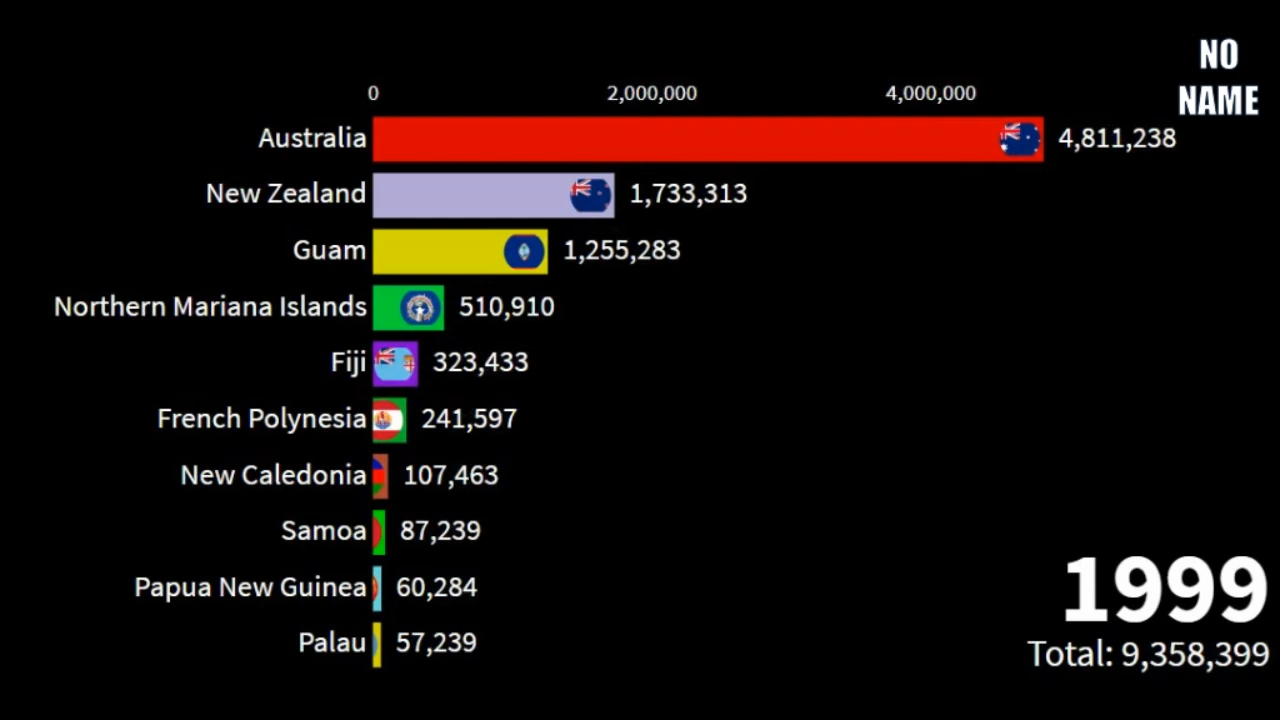 NO
NAME
0 2,000,000 4,000,000
Australia 4,811,238
New Zealand 1,733,313
Guam 1,255,283
Northern Mariana Islands 510,910
Fiji 323,433
French Polynesia 241,597
New Caledonia 107,463
Samoa 87,239
Papua New Guinea 60,284
Palau 57,239
1999
Total: 9,358,399